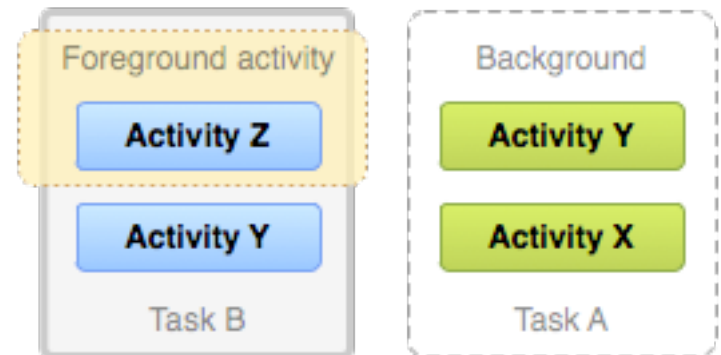 Foreground activity
Activity Z
Activity Y
Task B
Background
Activity Y
Activity X
Task A